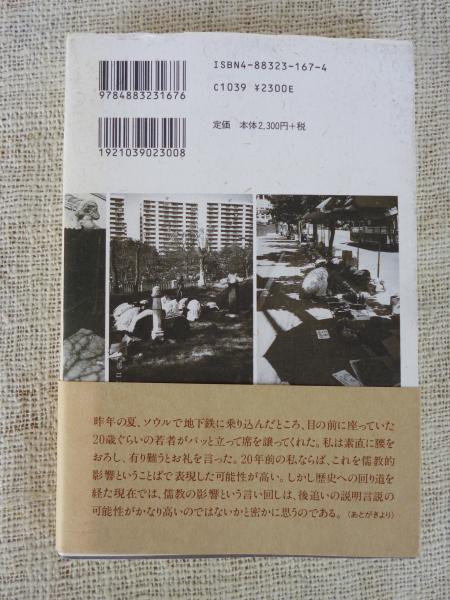 ISBN4-88323-167-4
C1039 ¥2300E
9784883231676
定価 本体2,300円+税
1921039023008
昨年の夏、ソウルで地下鉄に乗り込んだところ、目の前に座っていた
20歳ぐらいの若者がパッと立って席を譲ってくれた。私は素直に腰を
おろし、有り難うとお礼を言った。20年前の私ならば、これを儒教的
影響ということばで表現した可能性が高い。しかし歴史への回り道を
経た現在では、儒教の影響という言い回しは、後追いの説明言説の
可能性がかなり高いのではないかと密かに思うのである。(あとがきより)